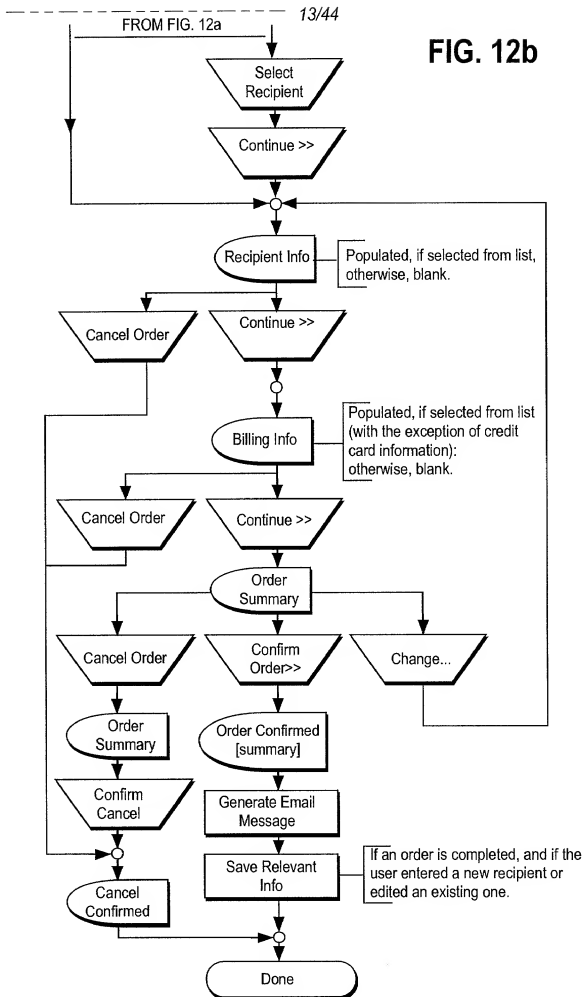 13/44
FROM FIG. 12a
FIG. 12b
Select
Recipient
Continue >>
Recipient Info
Populated, if selected from list,
otherwise, blank.
Cancel Order
Continue >>
Billing Info
Populated, if selected from list
(with the exception of credit
card information):
otherwise, blank.
Cancel Order
Continue >>
Order
Summary
Cancel Order
Confirm
Order>>
Change...
Order
Summary
Order Confirmed
[summary]
Confirm
Cancel
Generate Email
Message
Save Relevant
Info
If an order is completed, and if the
user entered a new recipient or
edited an existing one.
Cancel
Confirmed
Done